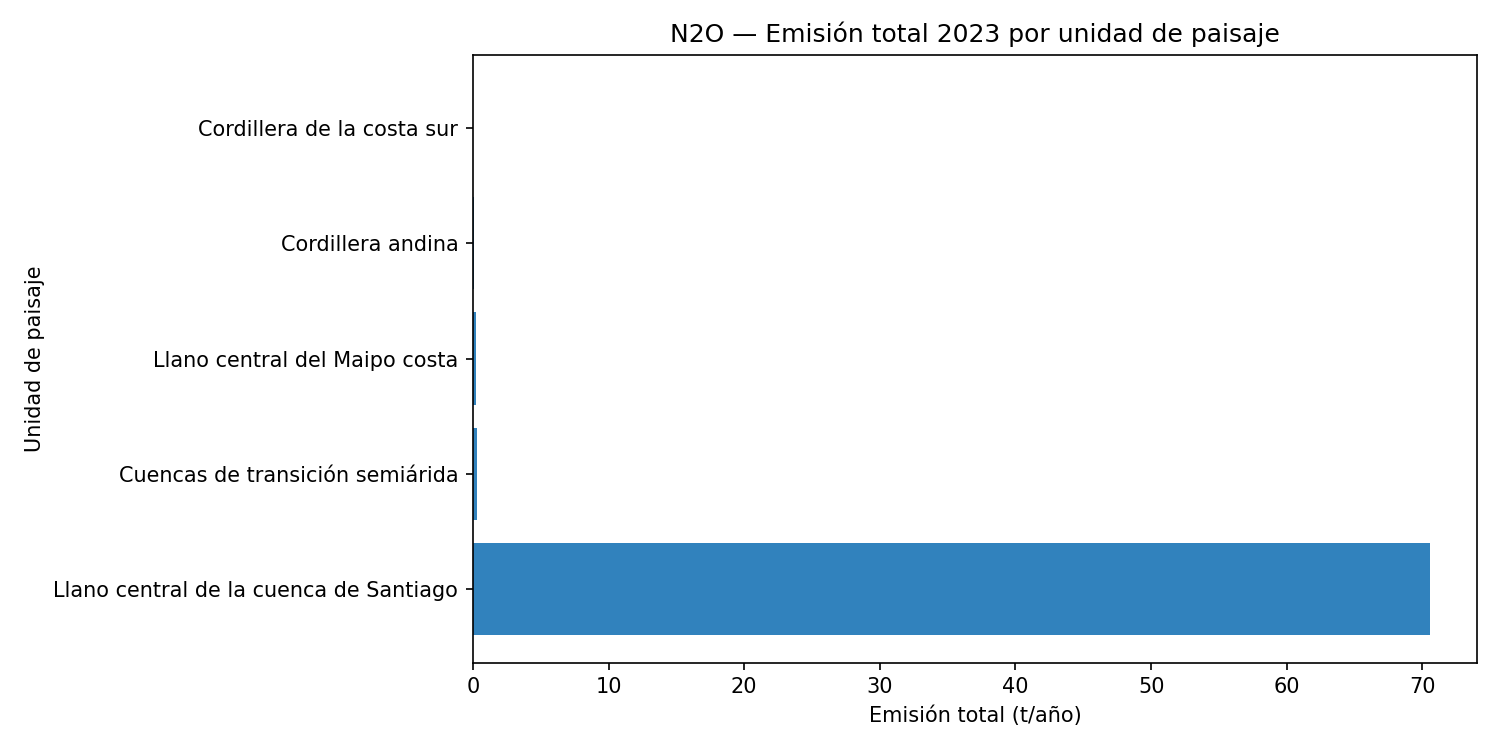 N2O — Emisión total 2023 por unidad de paisaje
Unidad de paisaje
Cordillera de la costa sur
Cordillera andina
Llano central del Maipo costa
Cuencas de transición semiárida
Llano central de la cuenca de Santiago
0 10 20 30 40 50 60 70
Emisión total (t/año)